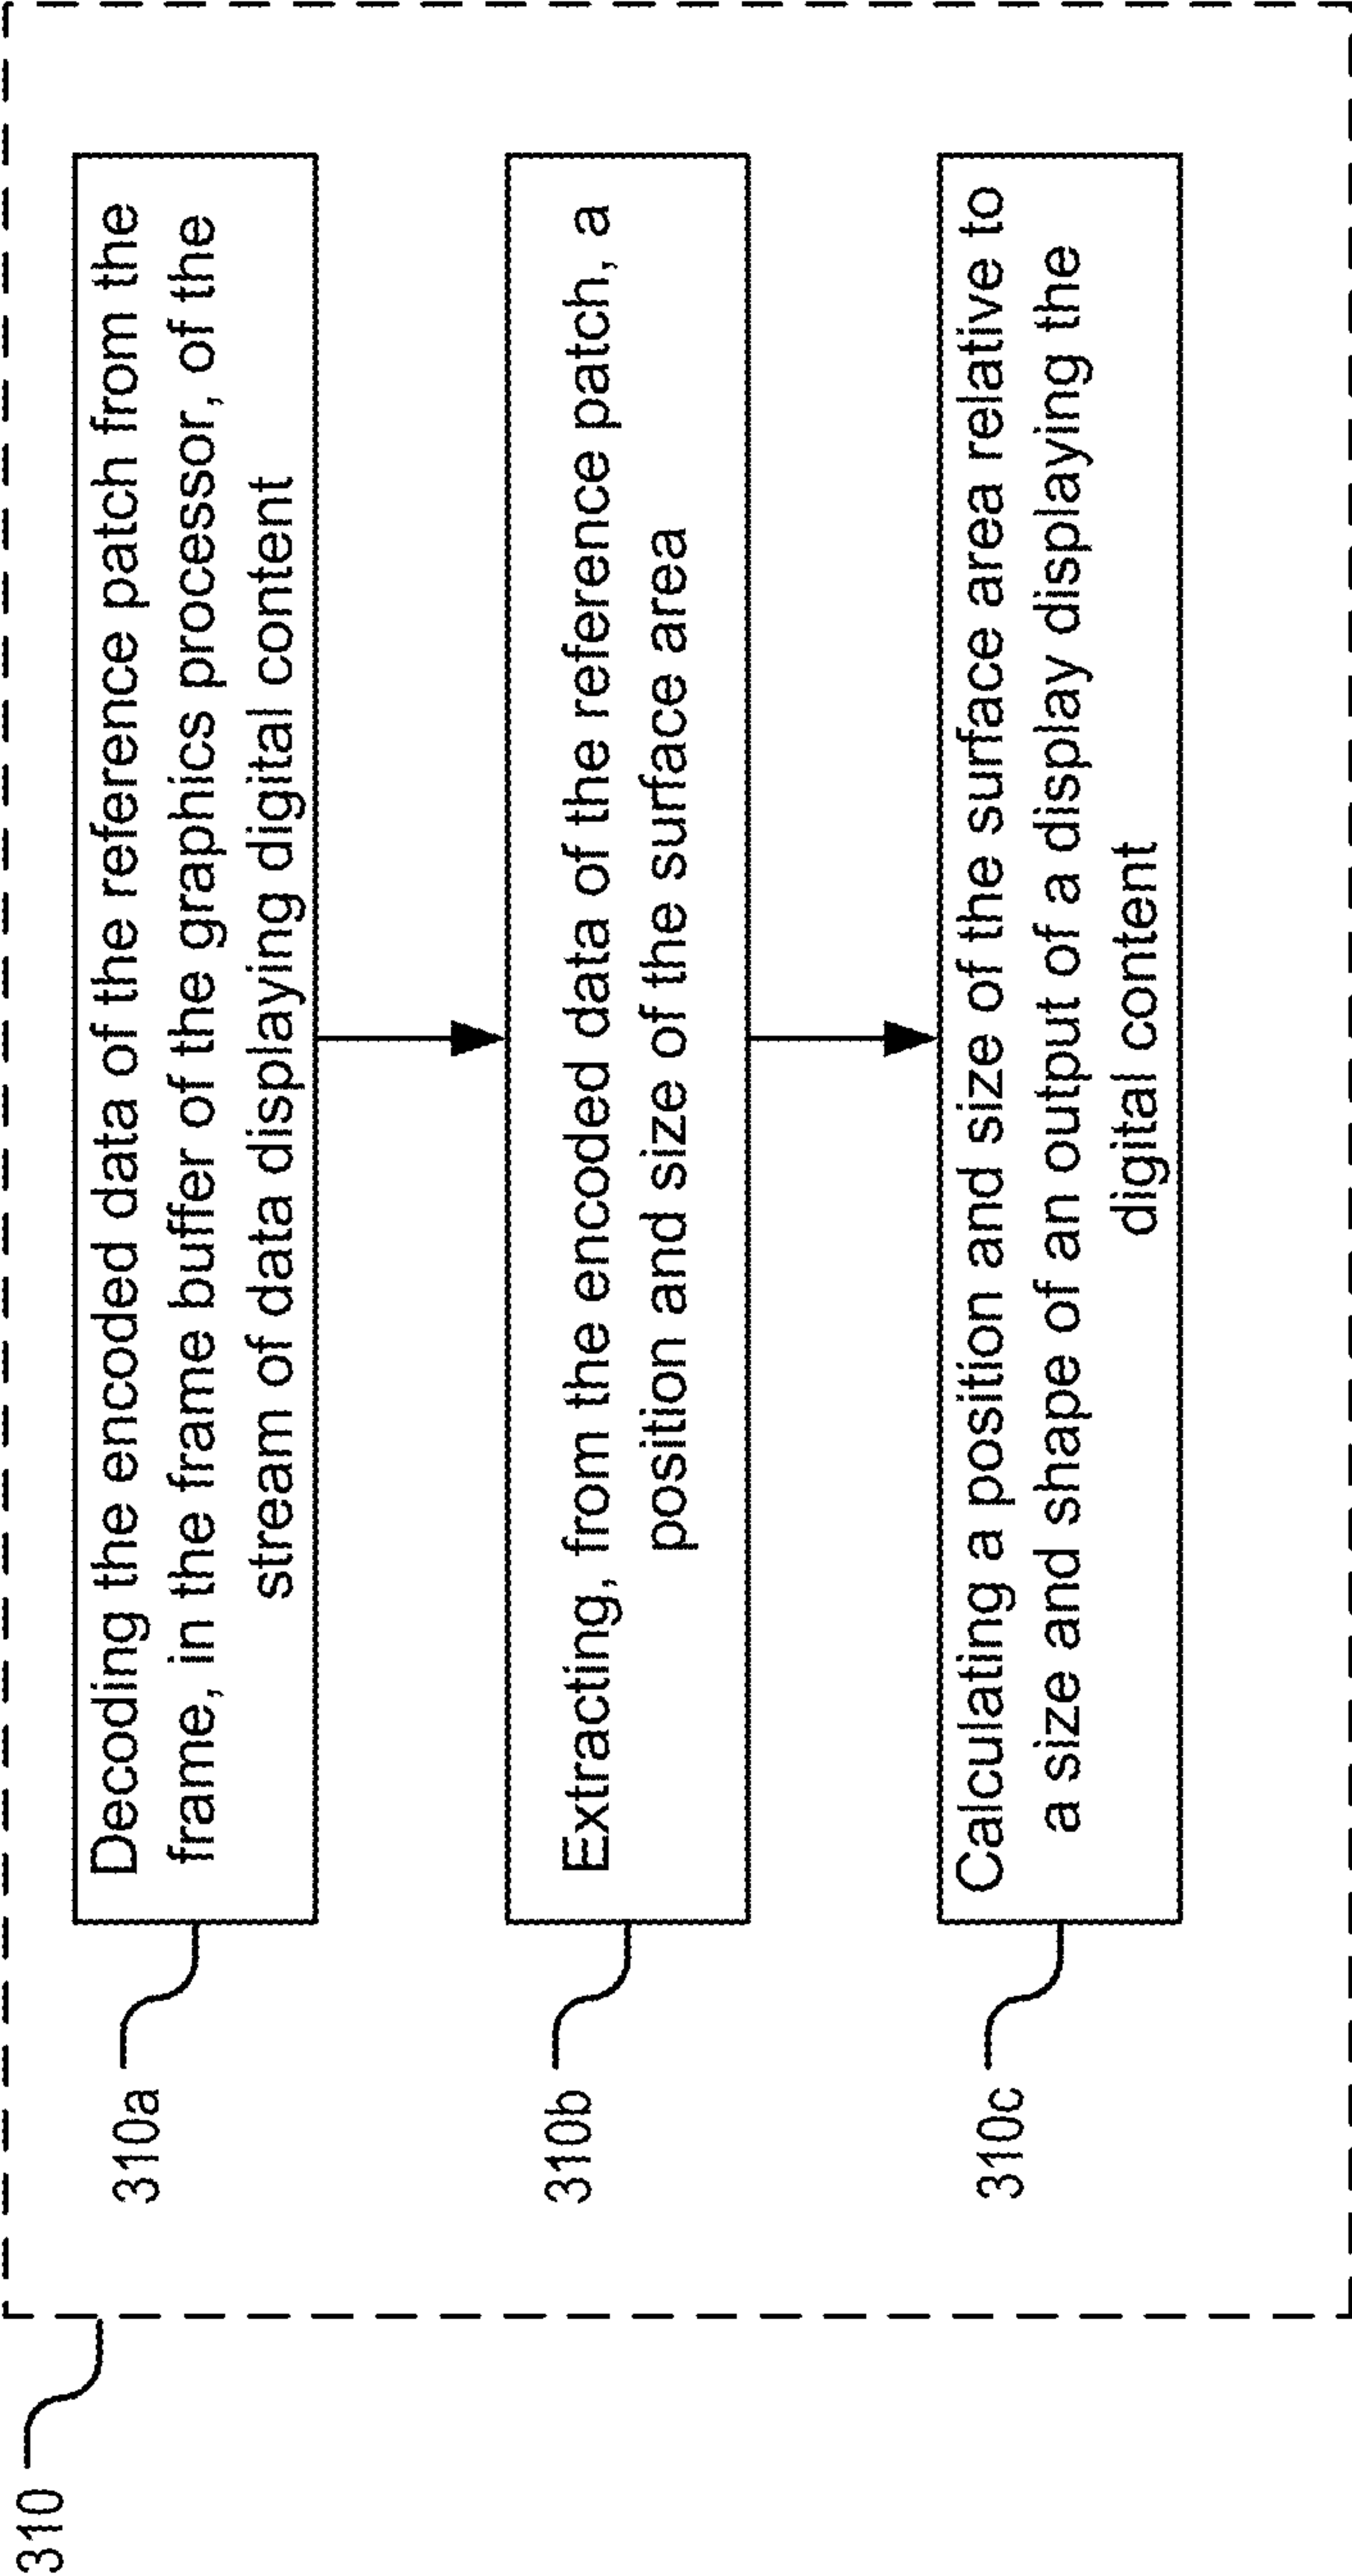 310
310a
Decoding the encoded data of the reference patch from the
frame, in the frame buffer of the graphics processor, of the
stream of data displaying digital content
310b
Extracting, from the encoded data of the reference patch, a
position and size of the surface area
310c
Calculating a position and size of the surface area relative to
a size and shape of an output of a display displaying the
digital content